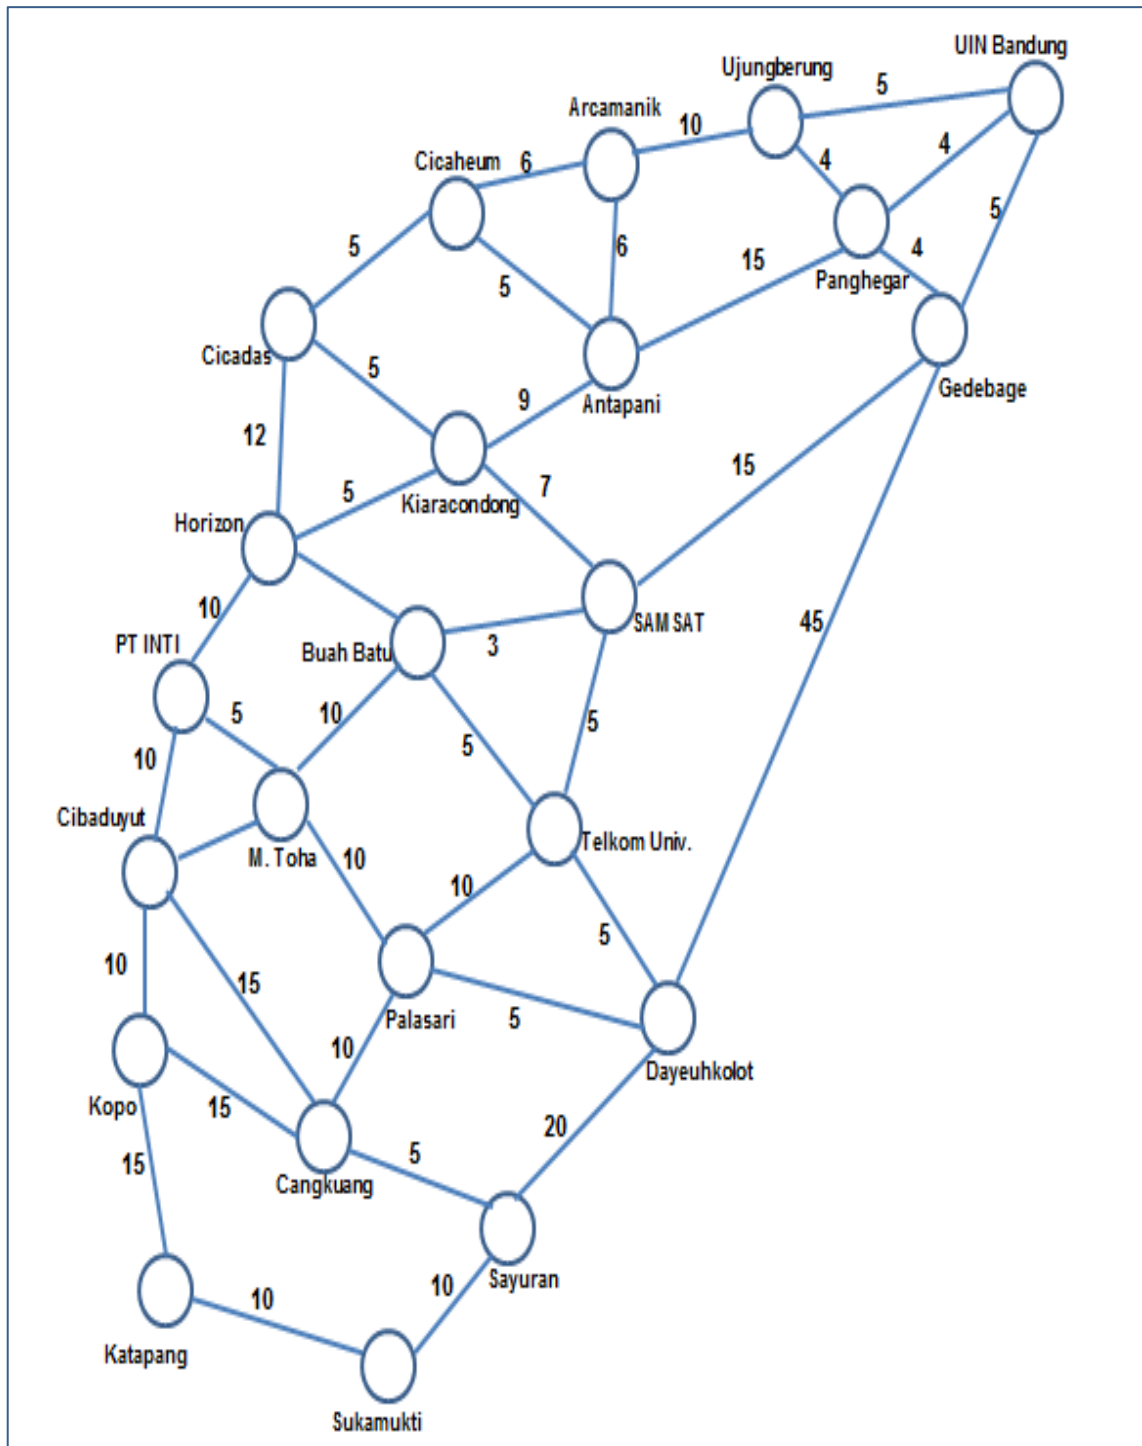 UIN Bandung
Ujungberung
5
Arcamanik
10
4
Cicaheum
6
4
5
5
6
15
4
Panghegar
5
Cicadas
5
9
Antapani
Gedebage
12
5
7
15
Kiaracondong
Horizon
10
SAM SAT
45
PT INTI
Buah Batu
3
5
10
5
5
10
Cibaduyut
Telkom Univ.
M. Toha
10
10
5
10
15
Palasari
5
10
Dayeuhkolot
Kopo
15
20
15
5
Cangkuang
Sayuran
10
10
Katapang
Sukamukti